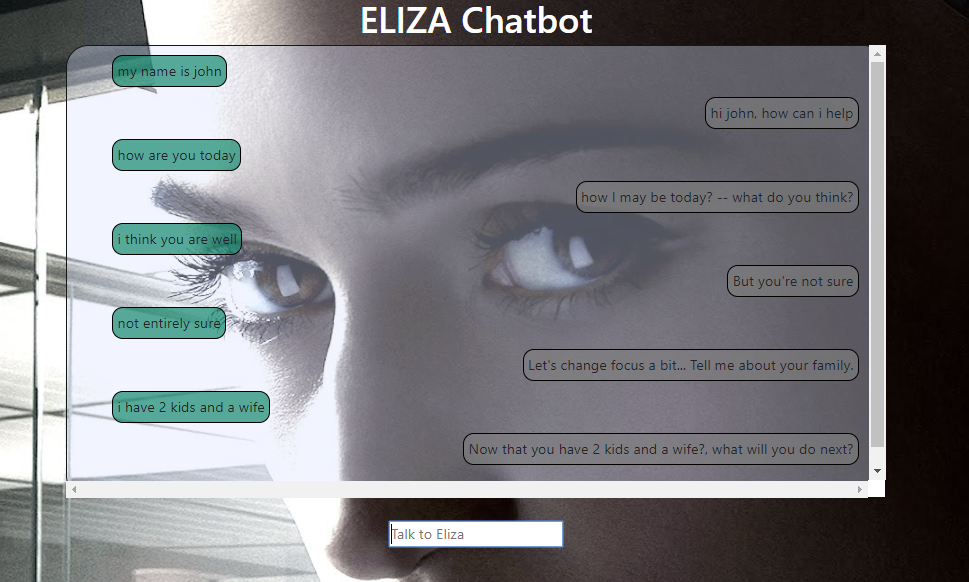 ELIZA Chatbot
my name is john
hi john, how can i help
how are you today
how I may be today? -- what do you think?
i think you are well
But you're not sure
not entirely sure
Let's change focus a bit... Tell me about your family.
i have 2 kids and a wife
Now that you have 2 kids and a wife?, what will you do next?
Talk to Eliza